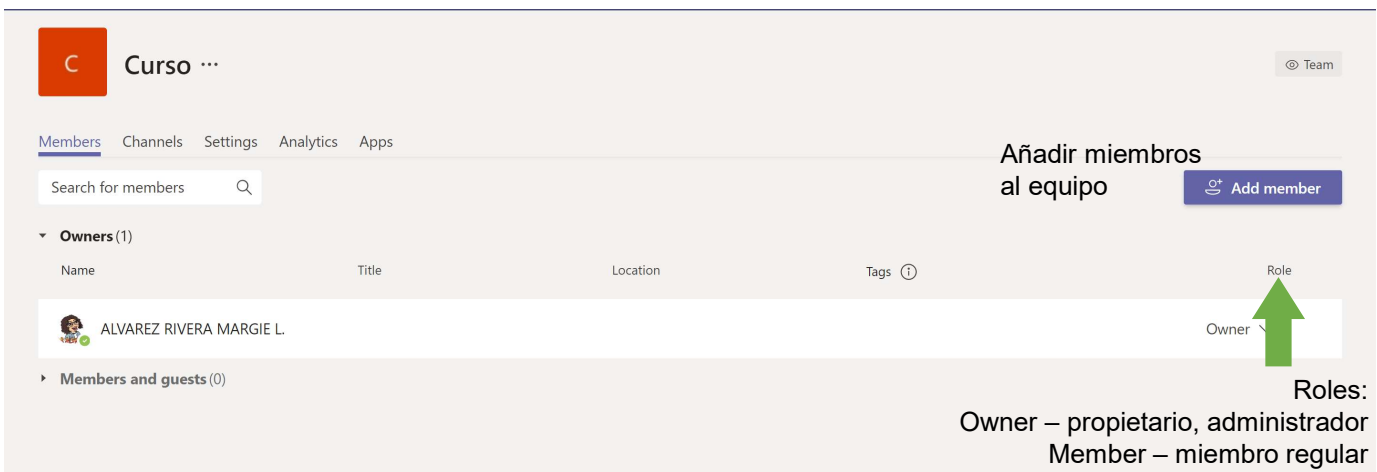 C
Curso ...
Team
Members Channels Settings Analytics Apps
Añadir miembros
al equipo
Search for members
Add member
Owners (1)
Name Title Location Tags Role
ALVAREZ RIVERA MARGIE L.
Owner
Members and guests (0)
Roles:
Owner – propietario, administrador
Member – miembro regular